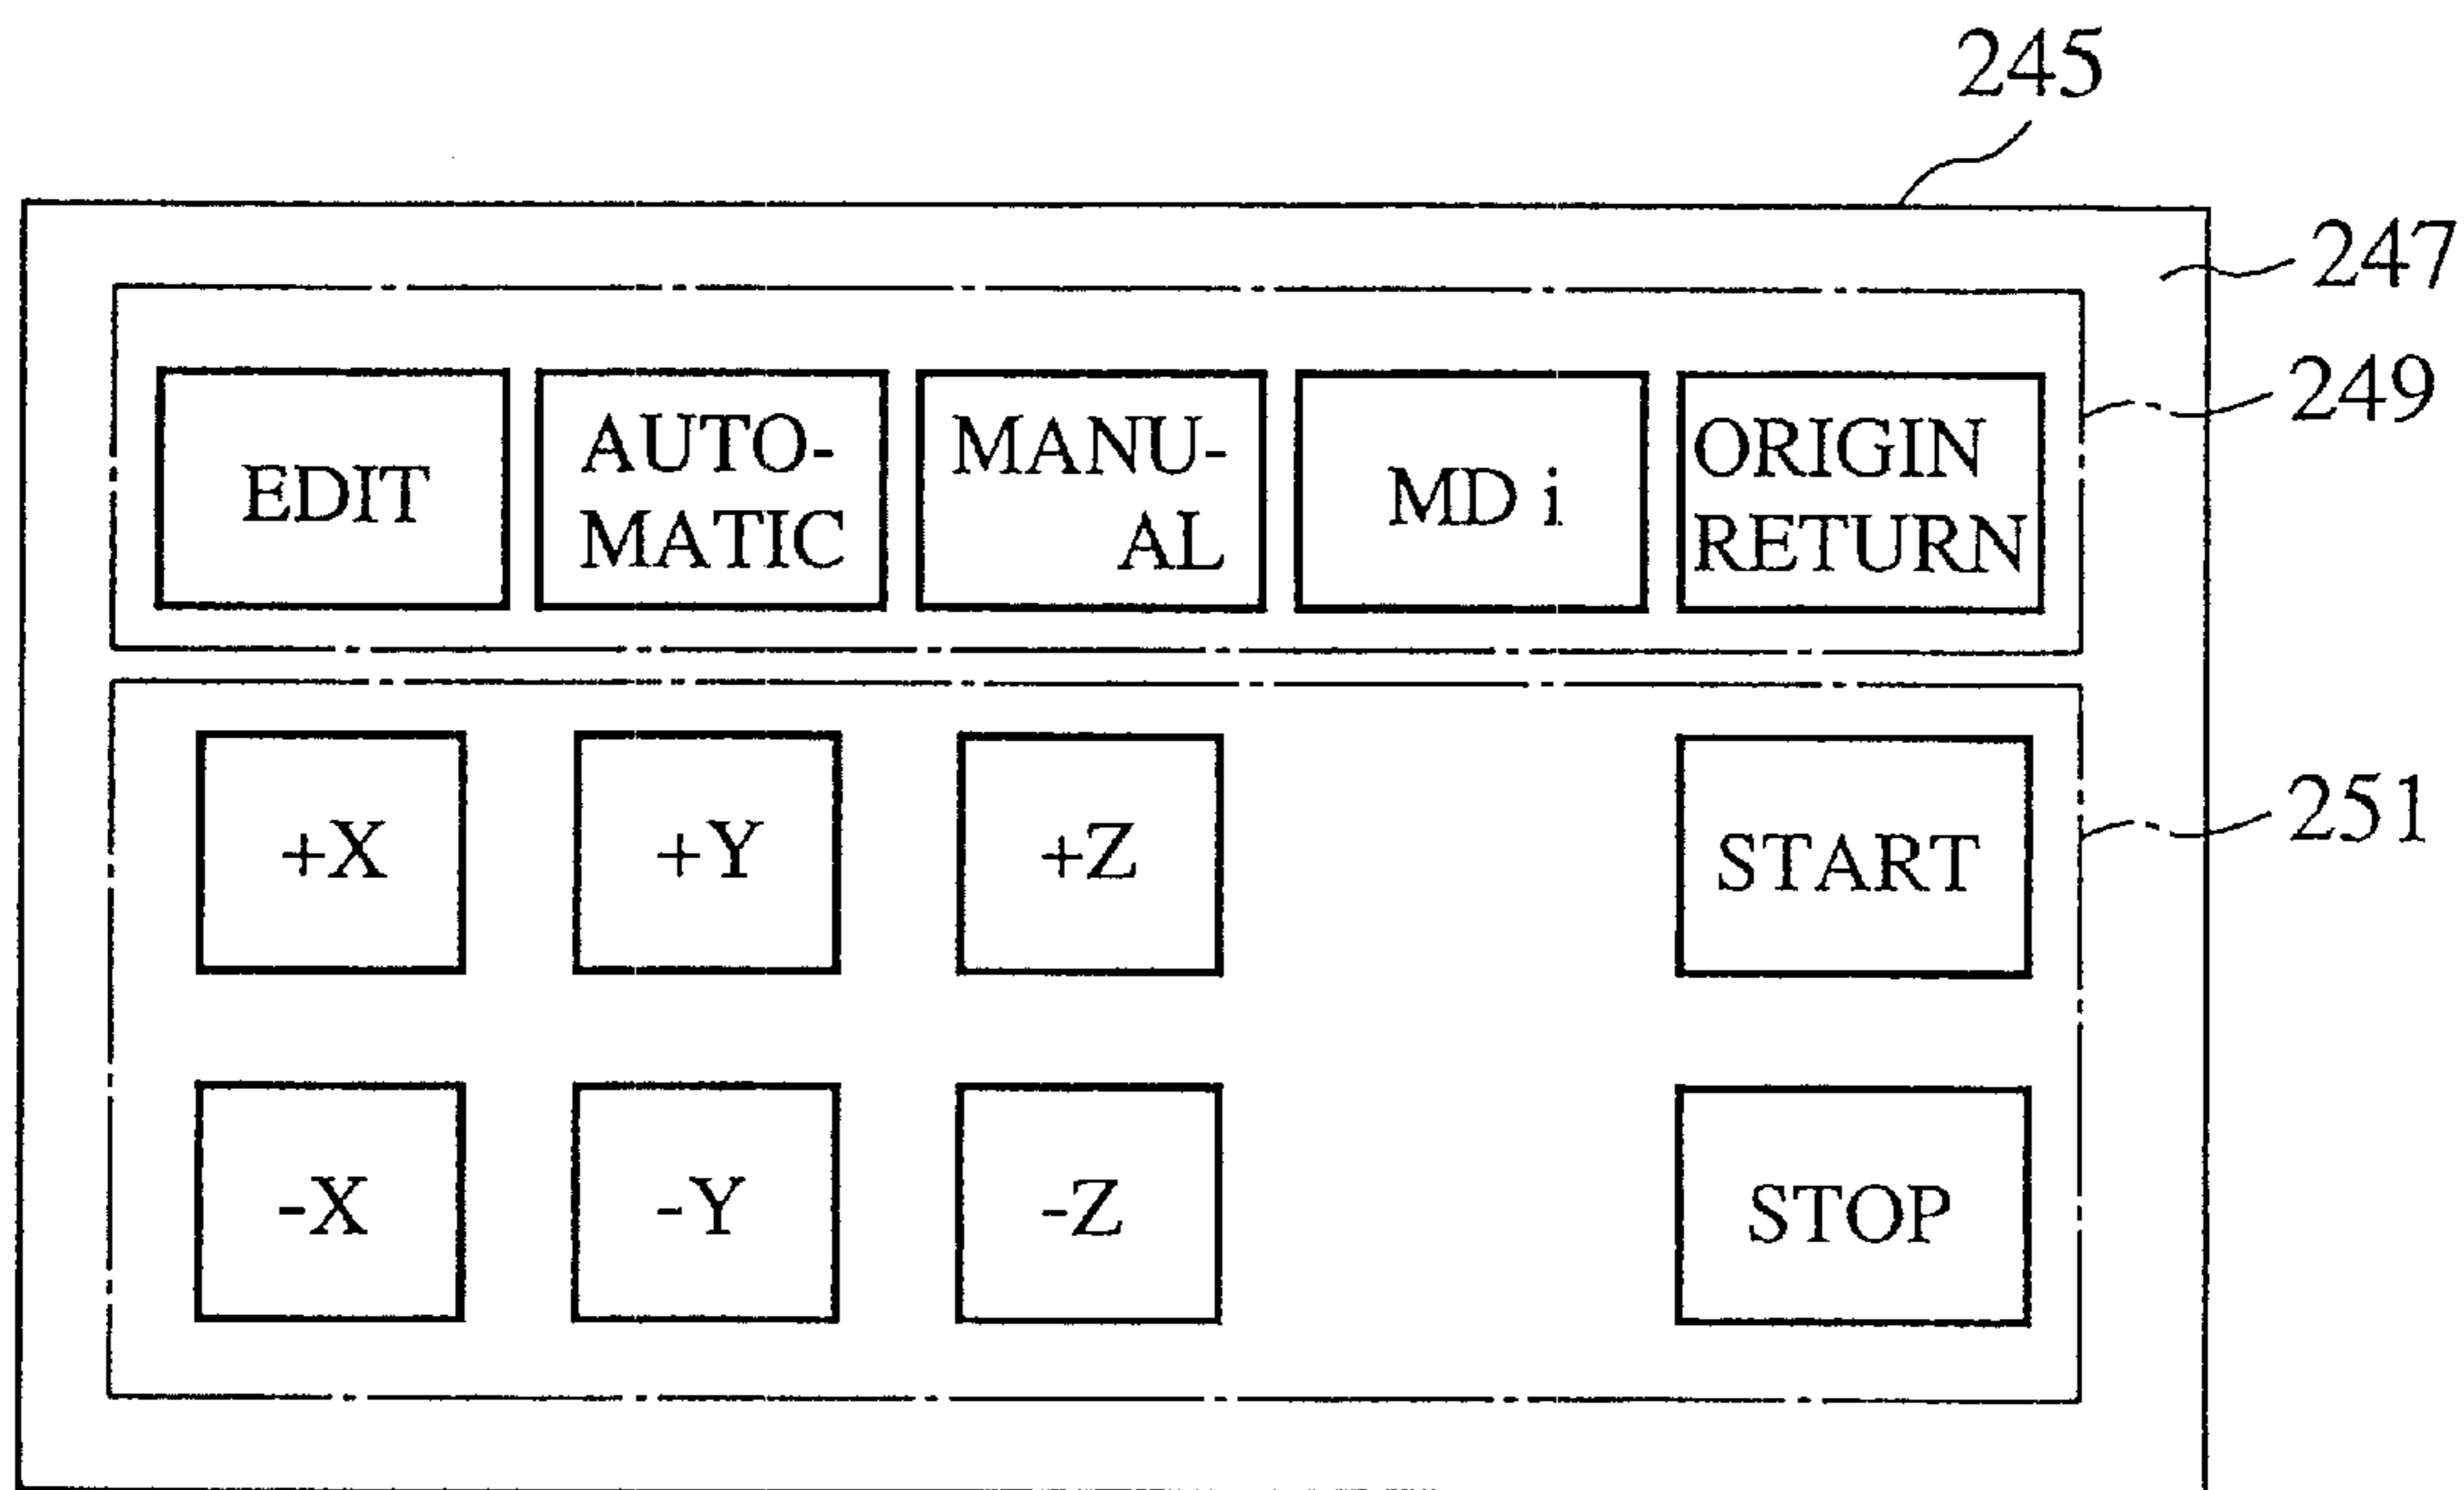 245
247
249
EDIT
AUTO-
MATIC
MANU-
AL
MD i
ORIGIN
RETURN
251
+X
+Y
+Z
START
-X
-Y
-Z
STOP